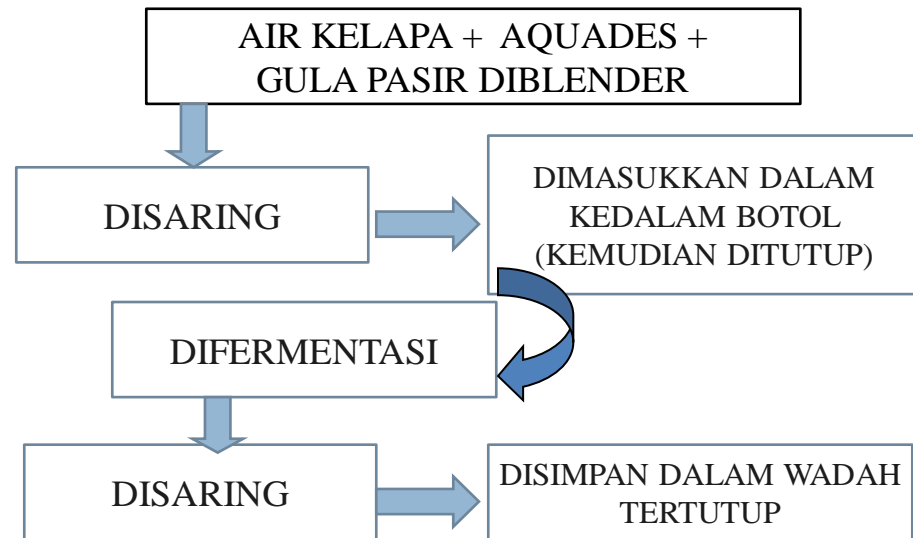 AIR KELAPA + AQUADES +
GULA PASIR DIBLENDER
DISARING
DIMASUKKAN DALAM
KEDALAM BOTOL
(KEMUDIAN DITUTUP)
DIFERMENTASI
DISARING
DISIMPAN DALAM WADAH
TERTUTUP